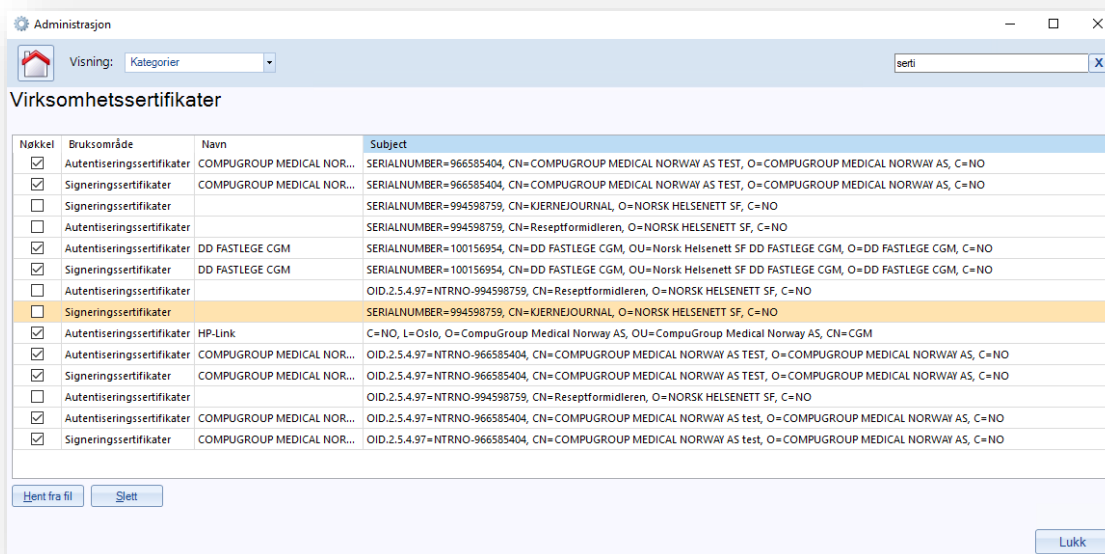 Administrasjon
Visning: Kategorier serti X
Virksomhetssertifikater
Nøkkel Bruksområde Navn Subject
Autentiseringssertifikater COMPUGROUP MEDICAL NOR... SERIALNUMBER=966585404, CN=COMPUGROUP MEDICAL NORWAY AS TEST, O=COMPUGROUP MEDICAL NORWAY AS, C=NO
Signeringssertifikater COMPUGROUP MEDICAL NOR... SERIALNUMBER=966585404, CN=COMPUGROUP MEDICAL NORWAY AS TEST, O=COMPUGROUP MEDICAL NORWAY AS, C=NO
Signeringssertifikater SERIALNUMBER=994598759, CN=KJERNEJOURNAL, O=NORSK HELSENETT SF, C=NO
Autentiseringssertifikater SERIALNUMBER=994598759, CN=Reseptformidleren, O=NORSK HELSENETT SF, C=NO
Autentiseringssertifikater DD FASTLEGE CGM SERIALNUMBER=100156954, CN=DD FASTLEGE CGM, OU=Norsk Helsenett SF DD FASTLEGE CGM, O=DD FASTLEGE CGM, C=NO
Signeringssertifikater DD FASTLEGE CGM SERIALNUMBER=100156954, CN=DD FASTLEGE CGM, OU=Norsk Helsenett SF DD FASTLEGE CGM, O=DD FASTLEGE CGM, C=NO
Autentiseringssertifikater OID.2.5.4.97=NTRNO-994598759, CN=Reseptformidleren, O=NORSK HELSENETT SF, C=NO
Signeringssertifikater SERIALNUMBER=994598759, CN=KJERNEJOURNAL, O=NORSK HELSENETT SF, C=NO
Autentiseringssertifikater HP-Link C=NO, L=Oslo, O=CompuGroup Medical Norway AS, OU=CompuGroup Medical Norway AS, CN=CGM
Autentiseringssertifikater COMPUGROUP MEDICAL NOR... OID.2.5.4.97=NTRNO-966585404, CN=COMPUGROUP MEDICAL NORWAY AS TEST, O=COMPUGROUP MEDICAL NORWAY AS, C=NO
Signeringssertifikater COMPUGROUP MEDICAL NOR... OID.2.5.4.97=NTRNO-966585404, CN=COMPUGROUP MEDICAL NORWAY AS TEST, O=COMPUGROUP MEDICAL NORWAY AS, C=NO
Autentiseringssertifikater OID.2.5.4.97=NTRNO-994598759, CN=Reseptformidleren, O=NORSK HELSENETT SF, C=NO
Autentiseringssertifikater COMPUGROUP MEDICAL NOR... OID.2.5.4.97=NTRNO-966585404, CN=COMPUGROUP MEDICAL NORWAY AS test, O=COMPUGROUP MEDICAL NORWAY AS, C=NO
Signeringssertifikater COMPUGROUP MEDICAL NOR... OID.2.5.4.97=NTRNO-966585404, CN=COMPUGROUP MEDICAL NORWAY AS test, O=COMPUGROUP MEDICAL NORWAY AS, C=NO
Hent fra fil Slett
Lukk